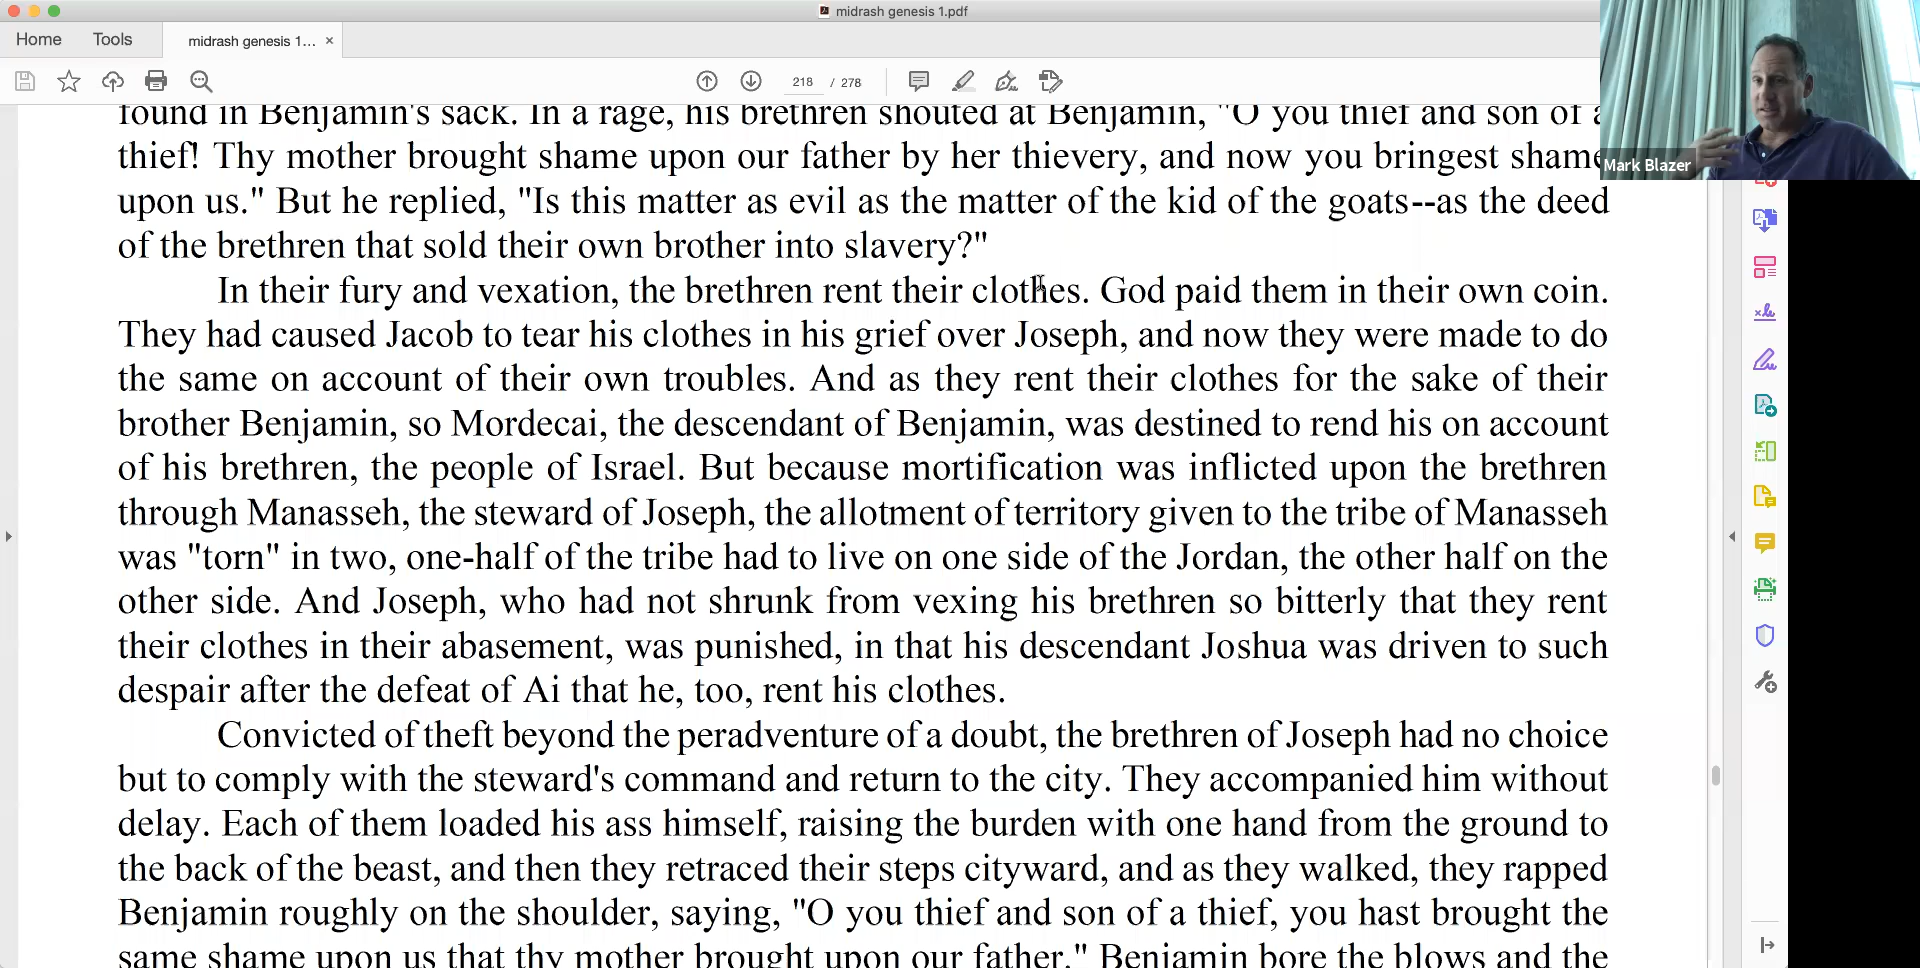 midrash genesis 1.pdf
Home Tools midrash genesis 1... ×
218 / 278
Mark Blazer
found in Benjamin's sack. In a rage, his brethren shouted at Benjamin, "O you thief and son of a
thief! Thy mother brought shame upon our father by her thievery, and now you bringest shame
upon us." But he replied, "Is this matter as evil as the matter of the kid of the goats--as the deed
of the brethren that sold their own brother into slavery?"
In their fury and vexation, the brethren rent their clothes. God paid them in their own coin.
They had caused Jacob to tear his clothes in his grief over Joseph, and now they were made to do
the same on account of their own troubles. And as they rent their clothes for the sake of their
brother Benjamin, so Mordecai, the descendant of Benjamin, was destined to rend his on account
of his brethren, the people of Israel. But because mortification was inflicted upon the brethren
through Manasseh, the steward of Joseph, the allotment of territory given to the tribe of Manasseh
was "torn" in two, one-half of the tribe had to live on one side of the Jordan, the other half on the
other side. And Joseph, who had not shrunk from vexing his brethren so bitterly that they rent
their clothes in their abasement, was punished, in that his descendant Joshua was driven to such
despair after the defeat of Ai that he, too, rent his clothes.
Convicted of theft beyond the peradventure of a doubt, the brethren of Joseph had no choice
but to comply with the steward's command and return to the city. They accompanied him without
delay. Each of them loaded his ass himself, raising the burden with one hand from the ground to
the back of the beast, and then they retraced their steps cityward, and as they walked, they rapped
Benjamin roughly on the shoulder, saying, "O you thief and son of a thief, you hast brought the
same shame upon us that thy mother brought upon our father." Benjamin bore the blows and the